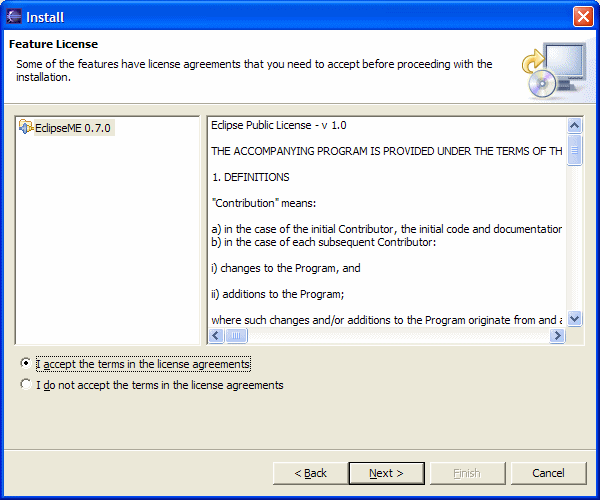 Install
Feature License
Some of the features have license agreements that you need to accept before proceeding with the
installation.
EclipseME 0.7.0
Eclipse Public License - v 1.0
THE ACCOMPANYING PROGRAM IS PROVIDED UNDER THE TERMS OF TH
1. DEFINITIONS
"Contribution" means:
a) in the case of the initial Contributor, the initial code and documentation
b) in the case of each subsequent Contributor:
i) changes to the Program, and
ii) additions to the Program;
where such changes and/or additions to the Program originate from and a
I accept the terms in the license agreements
I do not accept the terms in the license agreements
< Back
Next >
Finish
Cancel